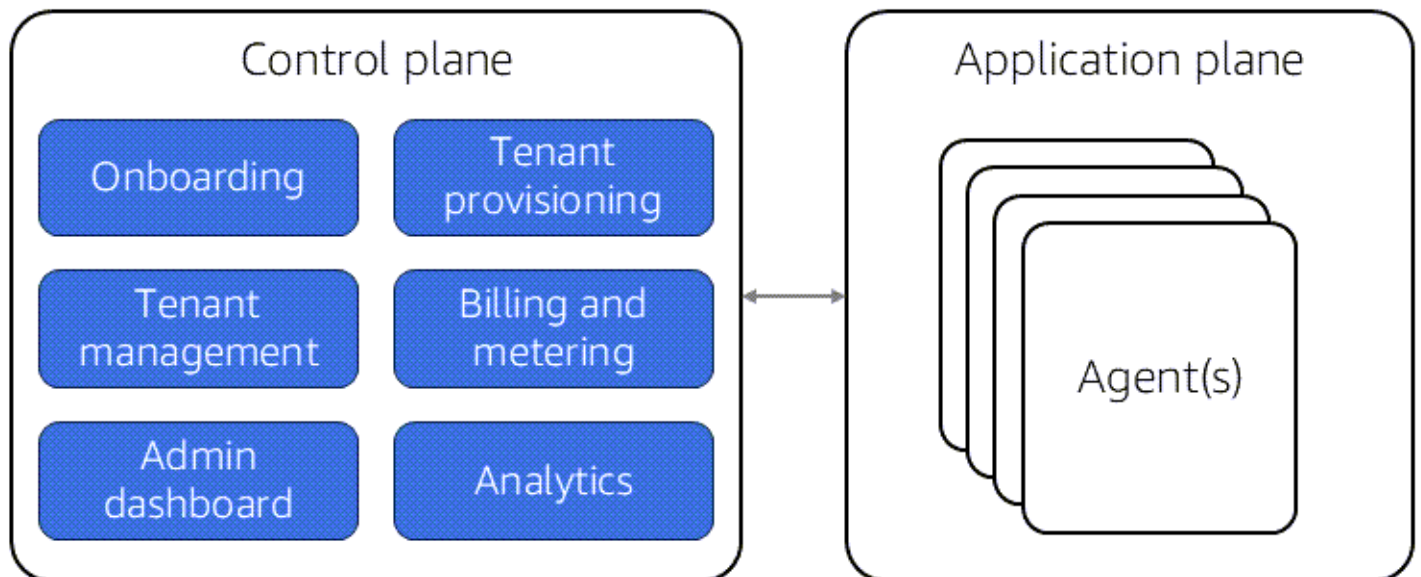 Control plane
Onboarding
Tenant
provisioning
Tenant
management
Billing and
metering
Admin
dashboard
Analytics
Application plane
Agent(s)